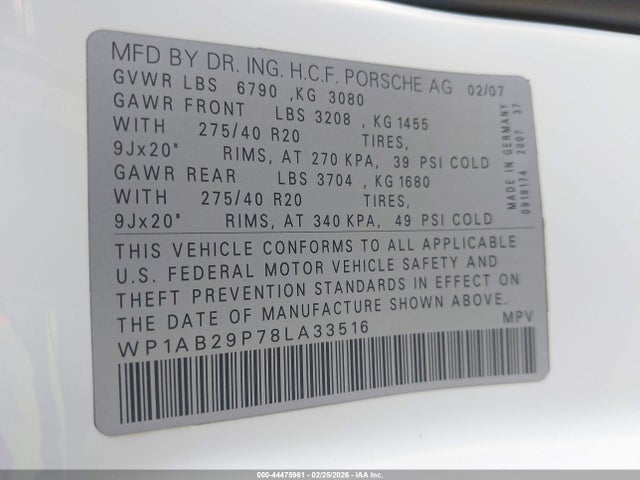 MFD BY DR. ING. H.C.F. PORSCHE AG 02/07
GVWR LBS 6790 ,KG 3080
GAWR FRONT LBS 3208 , KG 1455
WITH 275/40 R20 TIRES,
9Jx20" RIMS, AT 270 KPA, 39 PSI COLD
GAWR REAR LBS 3704 , KG 1680
WITH 275/40 R20 TIRES,
9Jx20" RIMS, AT 340 KPA, 49 PSI COLD
THIS VEHICLE CONFORMS TO ALL APPLICABLE
U.S. FEDERAL MOTOR VEHICLE SAFETY AND
THEFT PREVENTION STANDARDS IN EFFECT ON
THE DATE OF MANUFACTURE SHOWN ABOVE.
WP1AB29P78LA33516 MPV
MADE IN GERMANY
0918174 2007 37
000-44475961 - 02/25/2026 - IAA Inc.